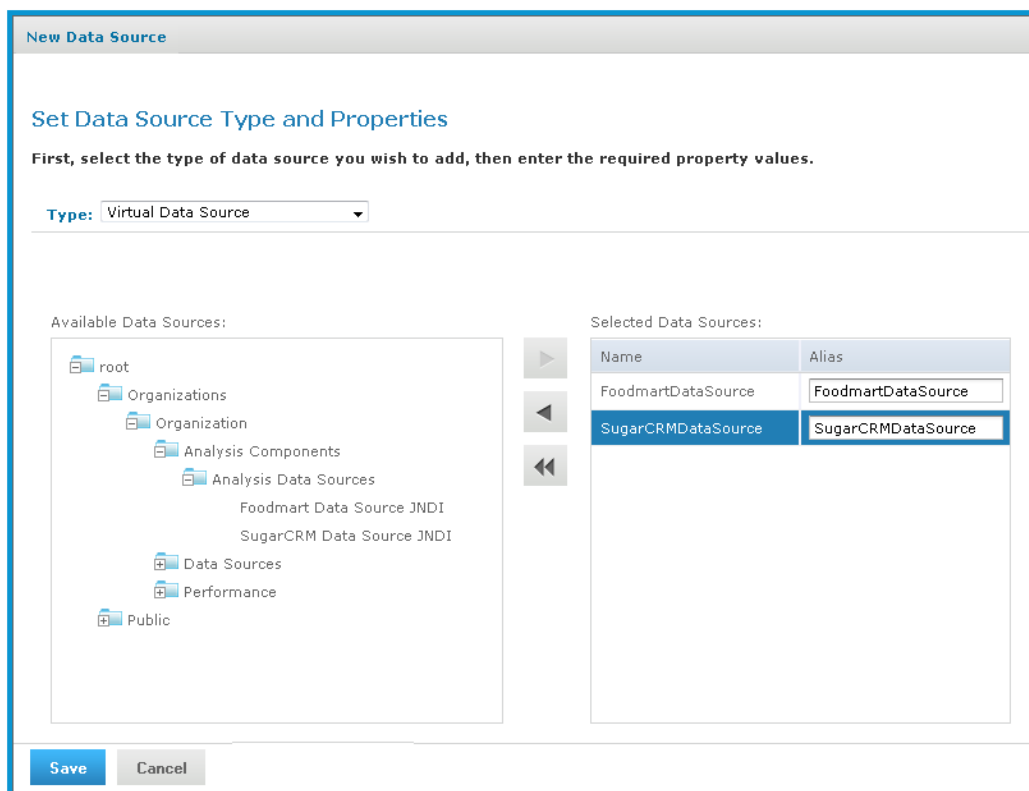 New Data Source
Set Data Source Type and Properties
First, select the type of data source you wish to add, then enter the required property values.
Type: Virtual Data Source
Available Data Sources:
root
Organizations
Organization
Analysis Components
Analysis Data Sources
Foodmart Data Source JNDI
SugarCRM Data Source JNDI
Data Sources
Performance
Public
Selected Data Sources:
Name Alias
FoodmartDataSource FoodmartDataSource
SugarCRMDataSource SugarCRMDataSource
Save Cancel